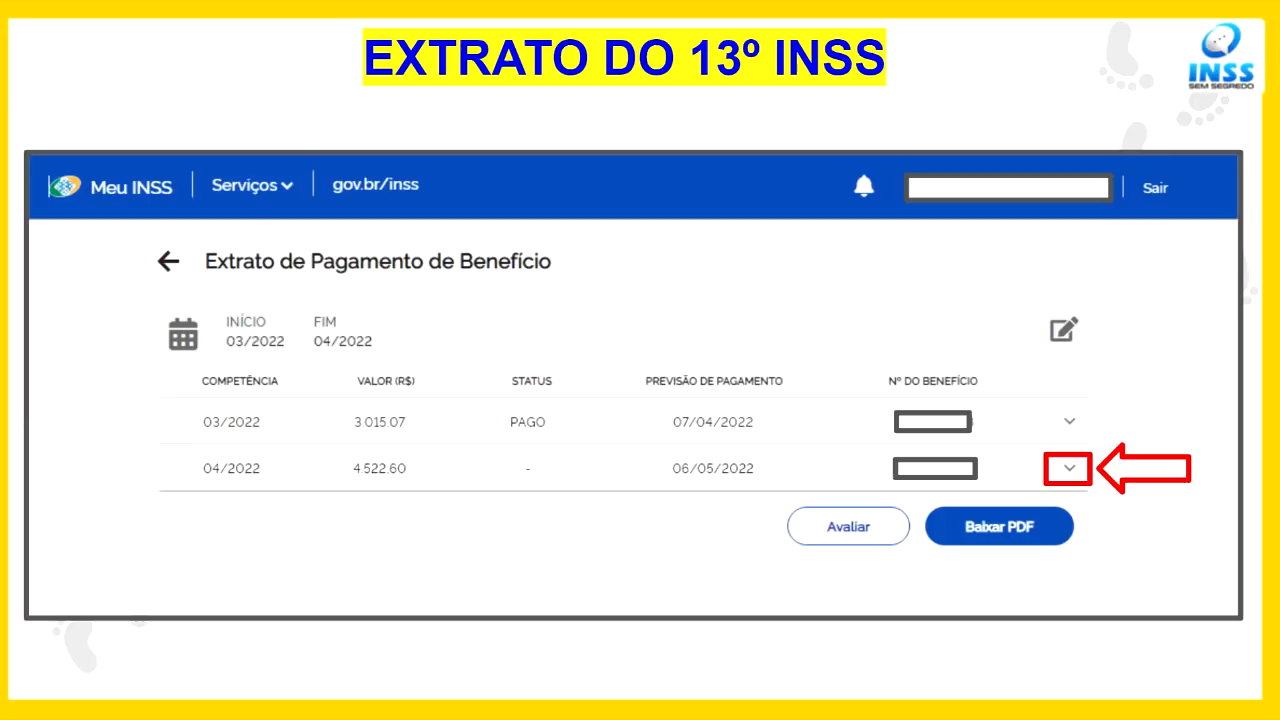 EXTRATO DO 13º INSS
INSS
SEM SEGREDO
Meu INSS Serviços gov.br/inss Sair
Extrato de Pagamento de Benefício
INÍCIO FIM
03/2022 04/2022
COMPETÊNCIA VALOR (R$) STATUS PREVISÃO DE PAGAMENTO Nº DO BENEFÍCIO
03/2022 3.015,07 PAGO 07/04/2022
04/2022 4.522,60 - 06/05/2022
Avaliar Baixar PDF